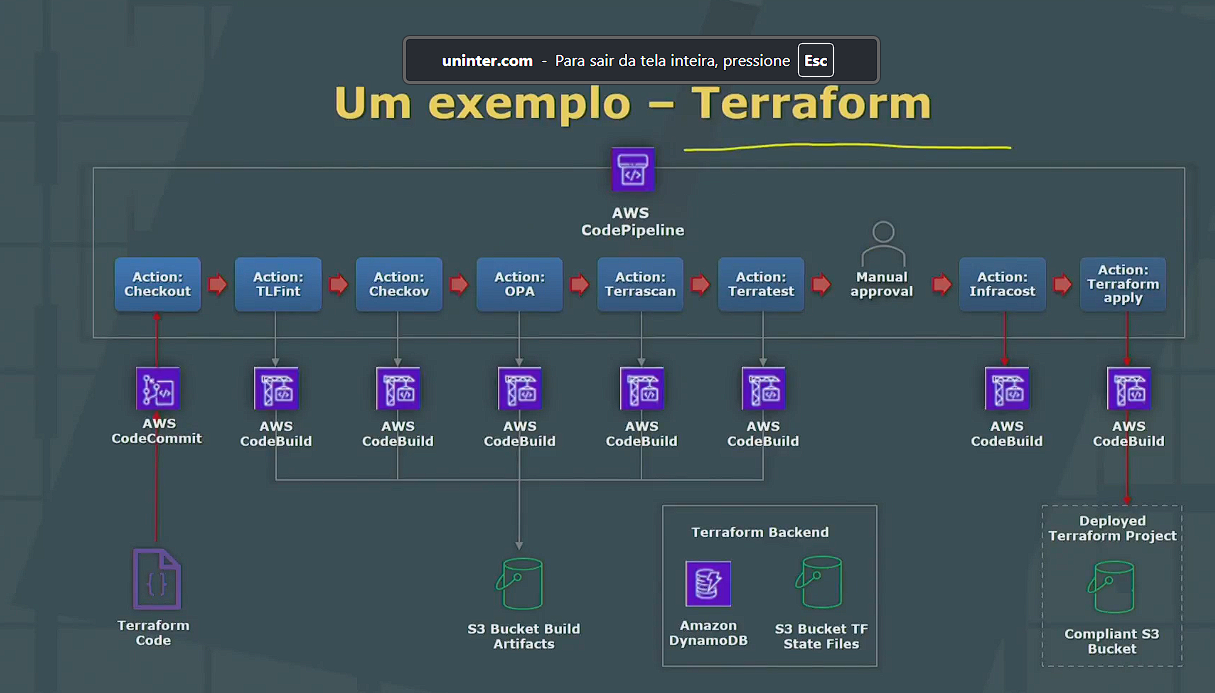 uninter.com - Para sair da tela inteira, pressione Esc
Um exemplo – Terraform
AWS
CodePipeline
Action:
Checkout
Action:
TLFint
Action:
Checkov
Action:
OPA
Action:
Terrascan
Action:
Terratest
Manual
approval
Action:
Infracost
Action:
Terraform
apply
AWS
CodeCommit
AWS
CodeBuild
AWS
CodeBuild
AWS
CodeBuild
AWS
CodeBuild
AWS
CodeBuild
AWS
CodeBuild
AWS
CodeBuild
Terraform
Code
S3 Bucket Build
Artifacts
Terraform Backend
Amazon
DynamoDB
S3 Bucket TF
State Files
Deployed
Terraform Project
Compliant S3
Bucket